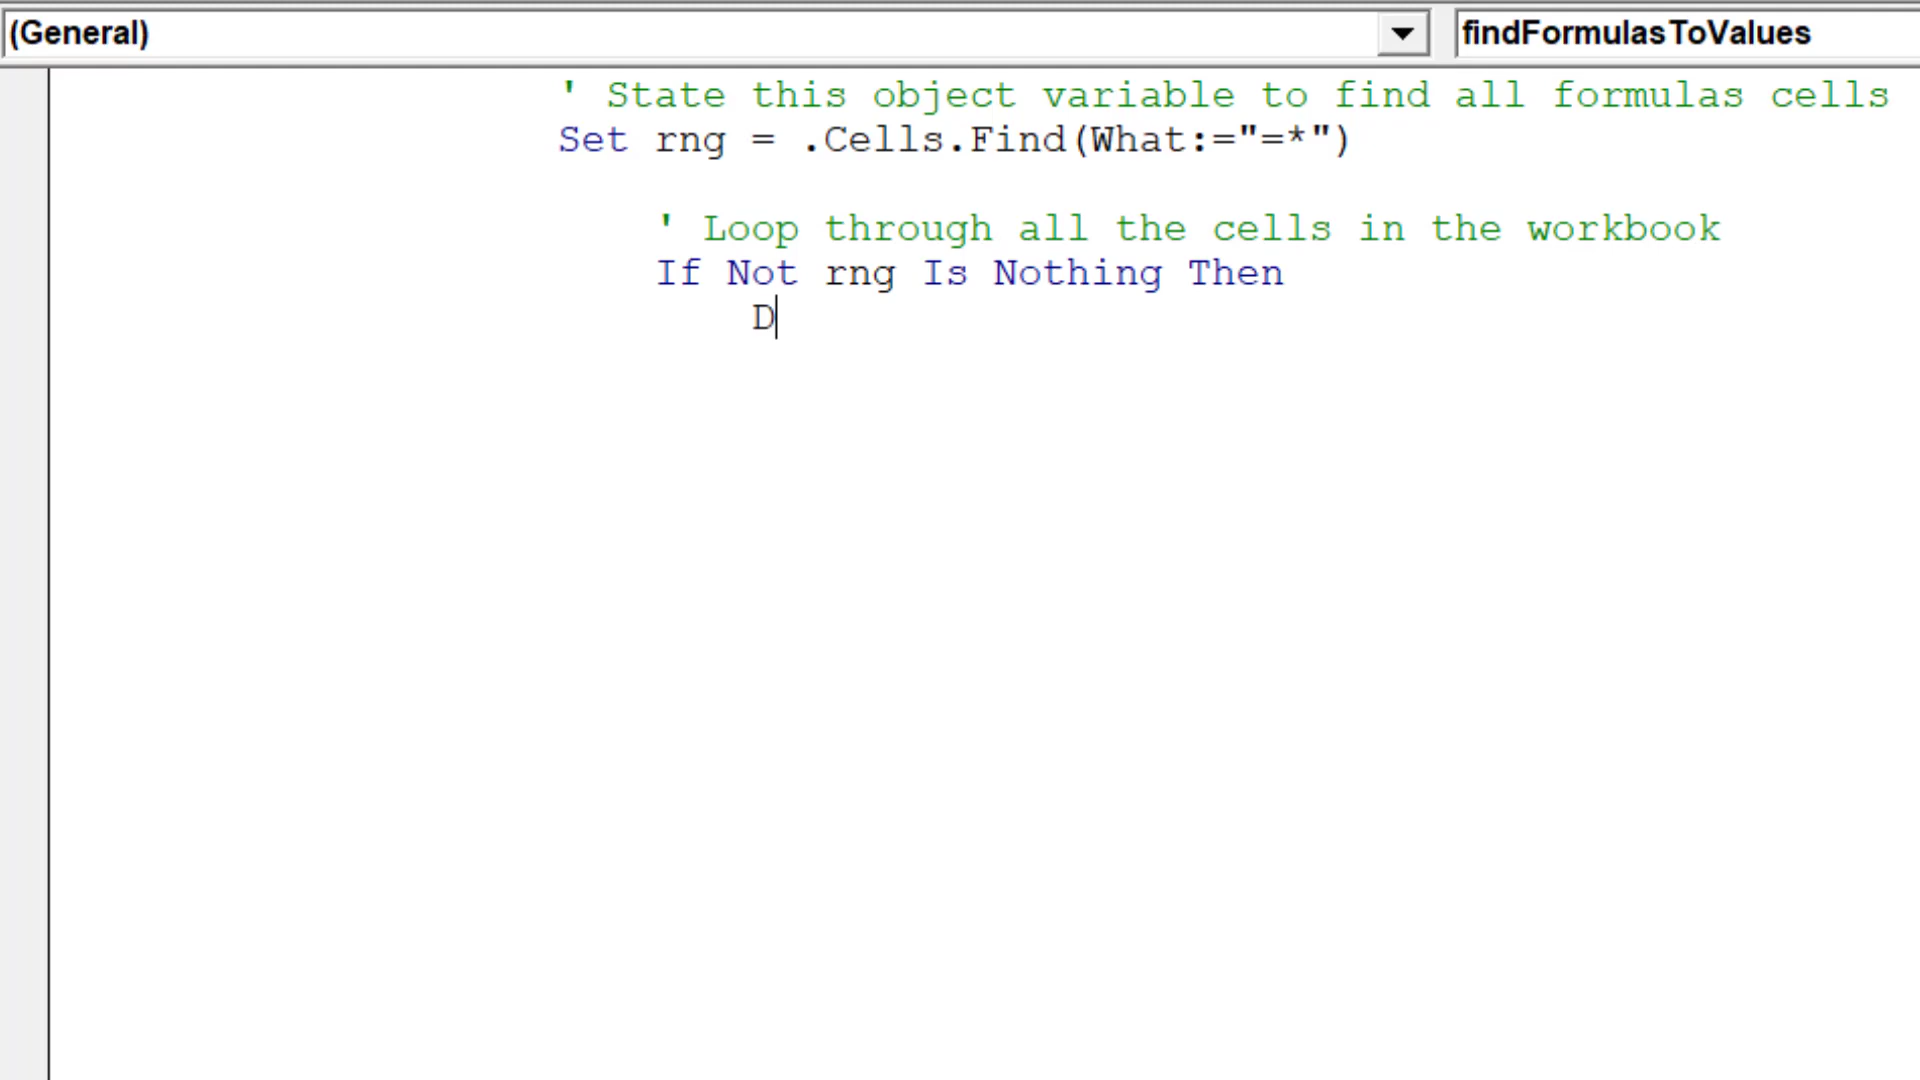 (General)
findFormulasToValues
' State this object variable to find all formulas cells
Set rng = .Cells.Find(What:="=*")
' Loop through all the cells in the workbook
If Not rng Is Nothing Then
D